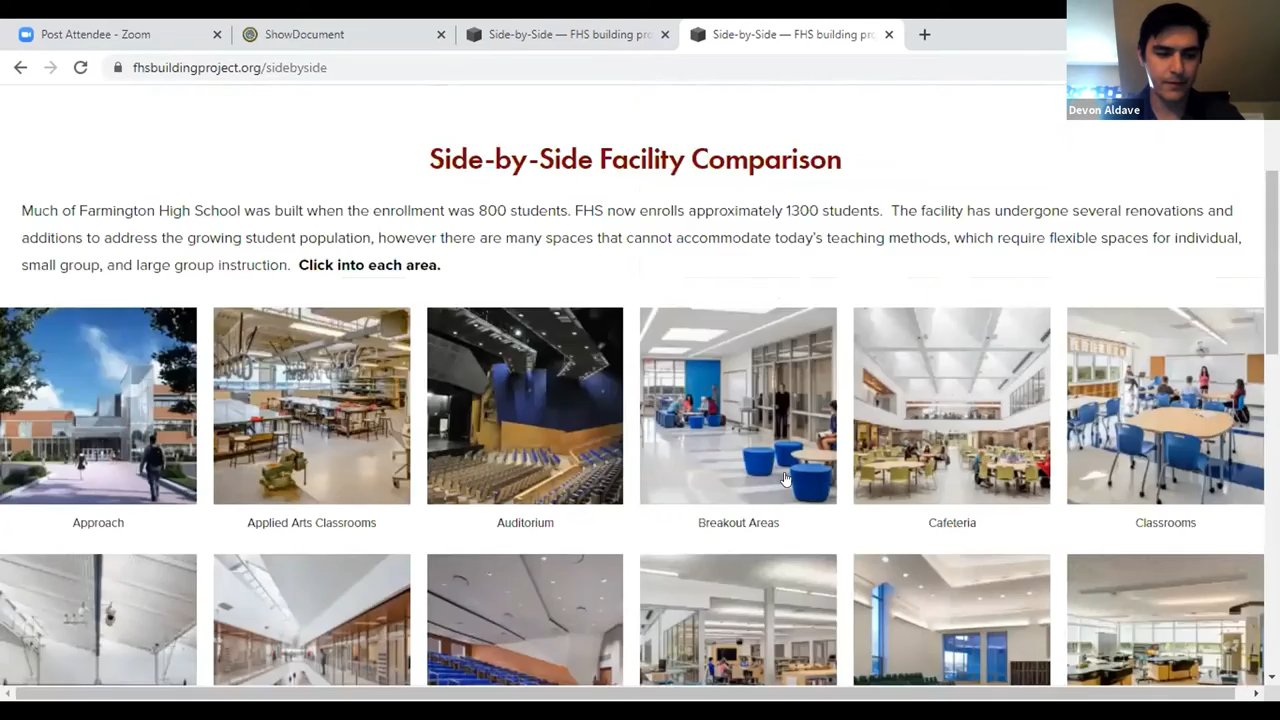 Post Attendee - Zoom
ShowDocument
Side-by-Side — FHS building pro
Side-by-Side — FHS building pro
fhsbuildingproject.org/sidebyside
Devon Aldave
Side-by-Side Facility Comparison
Much of Farmington High School was built when the enrollment was 800 students. FHS now enrolls approximately 1300 students. The facility has undergone several renovations and
additions to address the growing student population, however there are many spaces that cannot accommodate today's teaching methods, which require flexible spaces for individual,
small group, and large group instruction. Click into each area.
Approach
Applied Arts Classrooms
Auditorium
Breakout Areas
Cafeteria
Classrooms